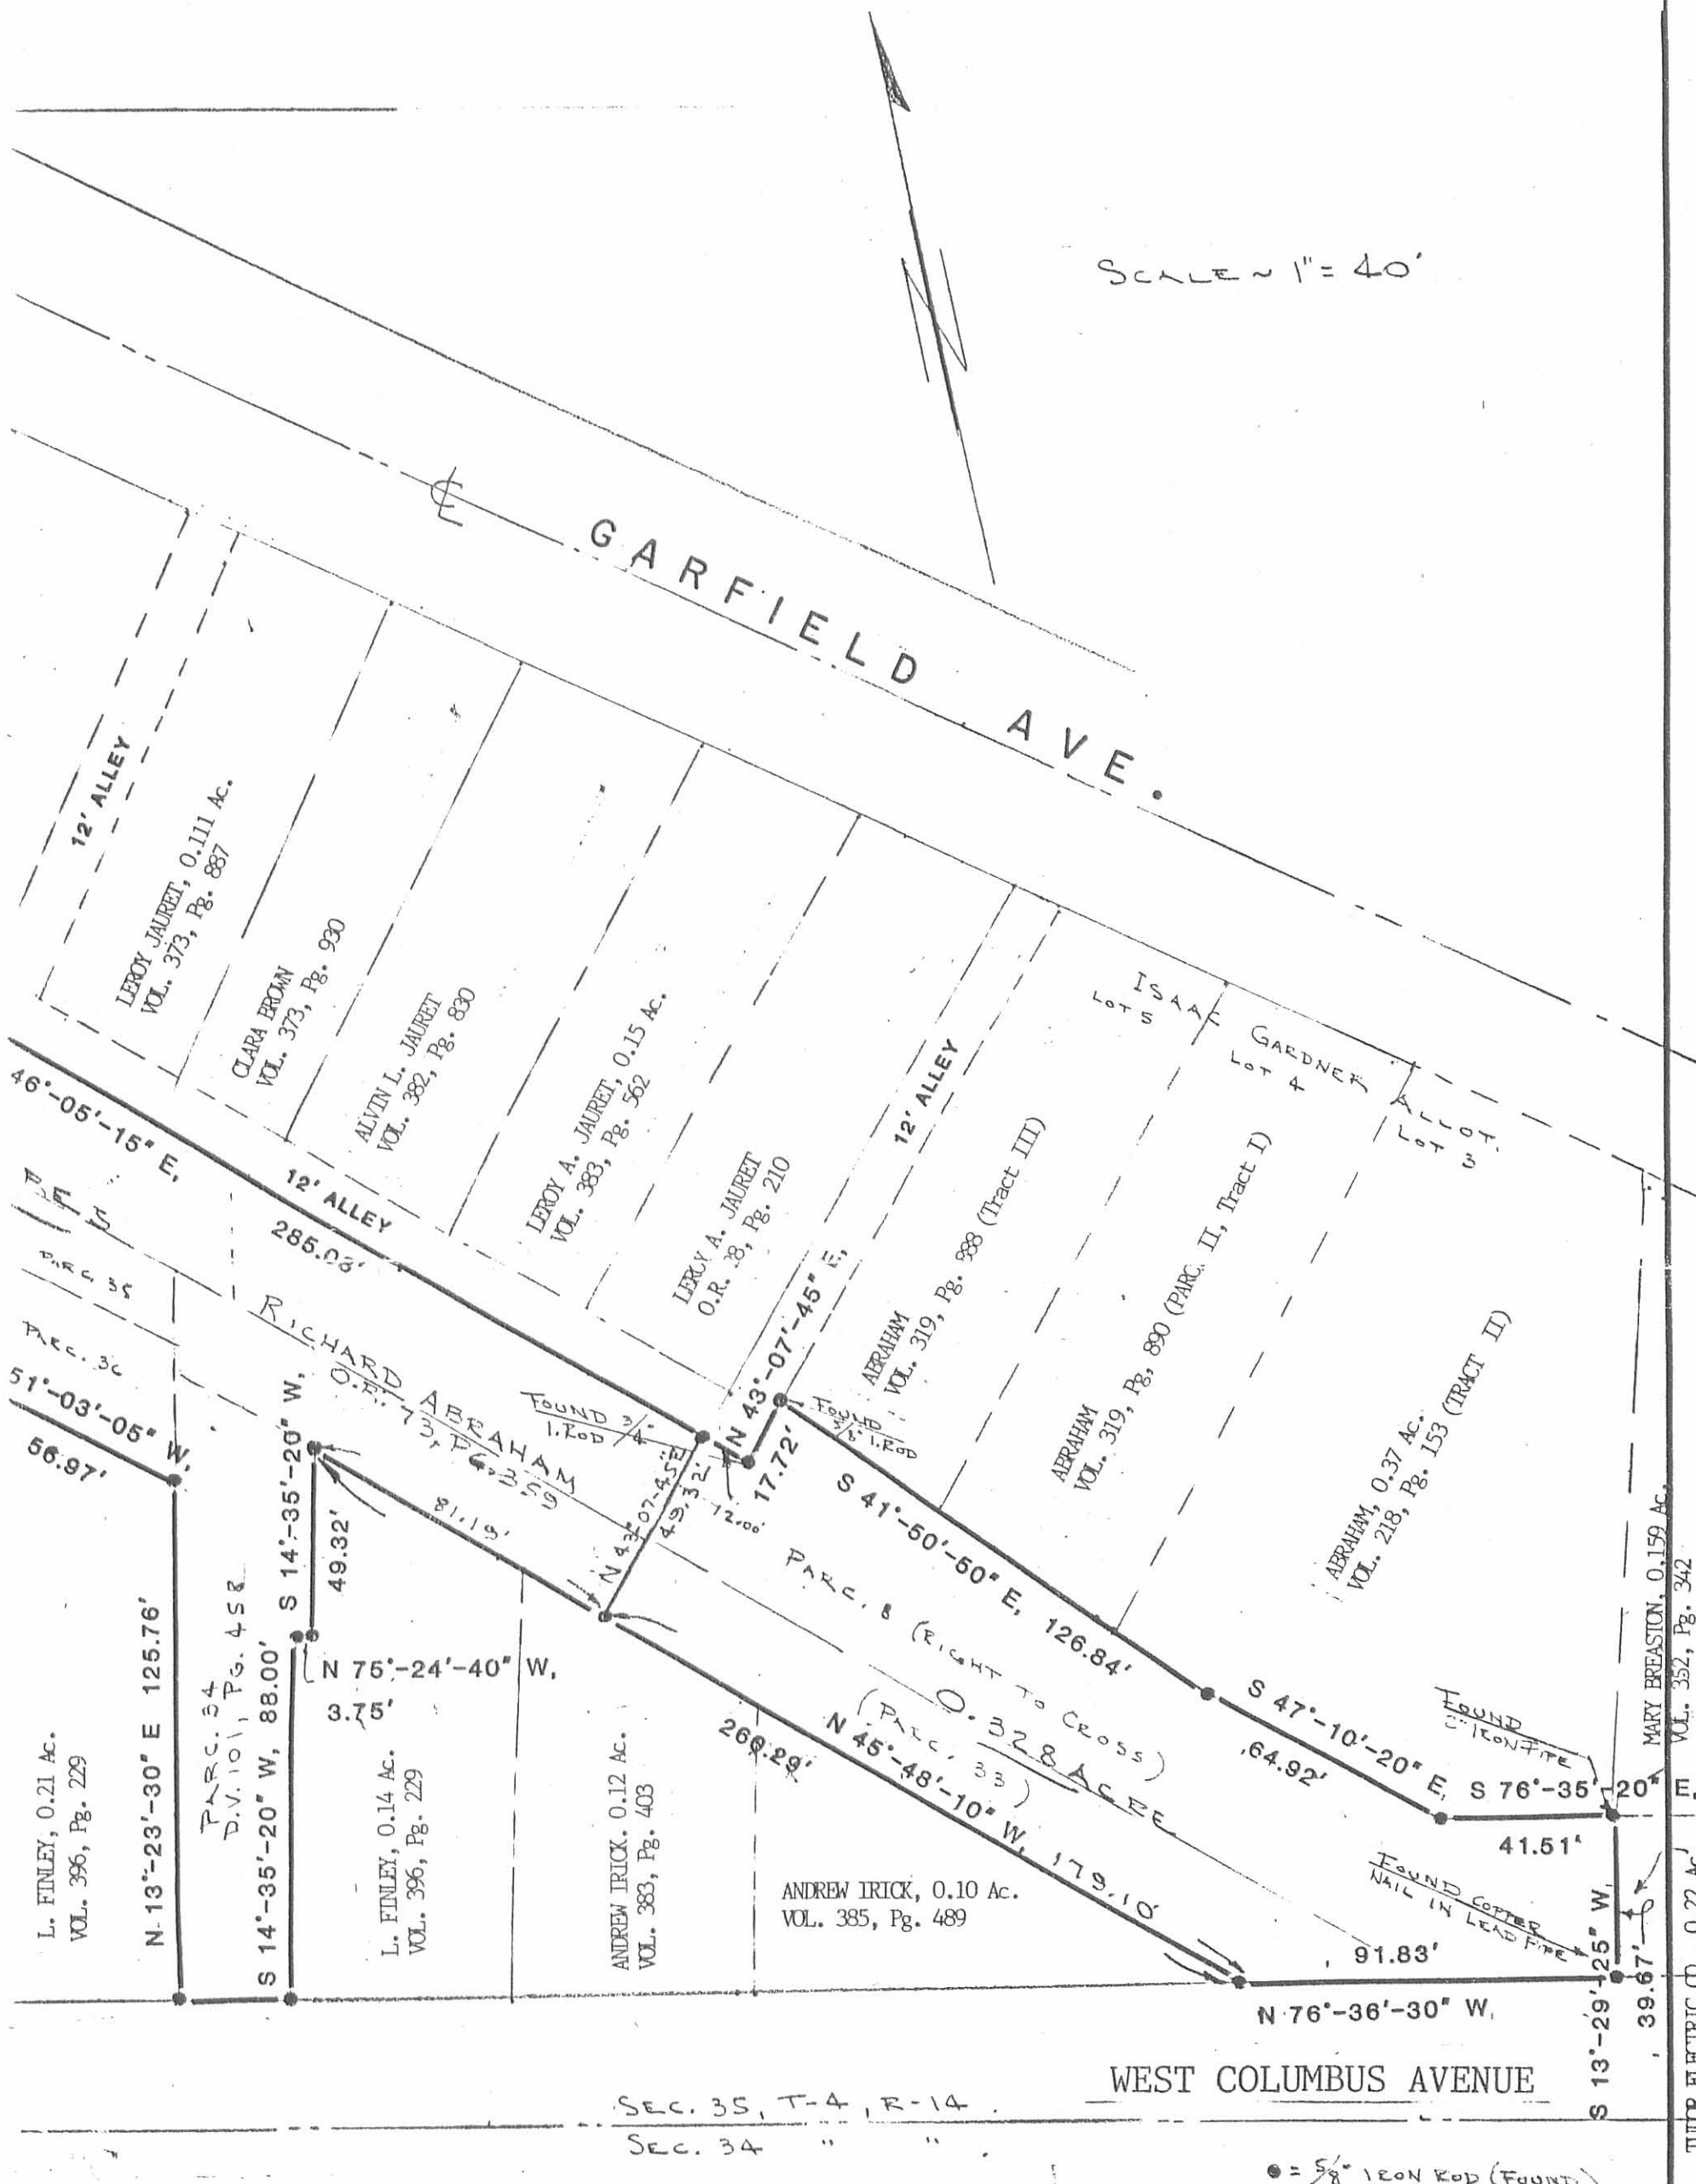 SCALE ~ 1" = 40'
GARFIELD AVE.
12' ALLEY
LEROY JAURET, 0.111 Ac.
VOL. 373, Pg. 887
CLARA BROWN
VOL. 373, Pg. 930
ALVIN L. JAURET
VOL. 382, Pg. 830
LEROY A. JAURET, 0.15 Ac.
VOL. 383, Pg. 562
LEROY A. JAURET
O.R. 18, Pg. 210
12' ALLEY
ISAAC GARDNER ALLOT.
LOT 5
LOT 4
LOT 3
ABRAHAM
VOL. 319, Pg. 888 (Tract III)
ABRAHAM
VOL. 319, Pg, 890 (PARC. II, Tract I)
ABRAHAM, 0.37 Ac.
VOL. 218, Pg. 153 (TRACT II)
MARY BREASTON, 0.159 Ac.
VOL. 352, Pg. 342
46°-05'-15" E,
12' ALLEY
285.03'
PARC. 36
51°-03'-05" W,
56.97'
RICHARD ABRAHAM
O.R. 73, PG. 359
FOUND 3/4"
I. ROD
N 43°-07'-45" E,
17.72'
12.00'
FOUND
5/8" I. ROD
N 43°-07'-45" E
49.32'
S 41°-50'-50" E, 126.84'
S 14°-35'-20" W,
49.32'
81.19'
N 75°-24'-40" W,
3.75'
N 13°-23'-30" E 125.76'
PARC. 34
D.V. 101, PG. 458
S 14°-35'-20" W, 88.00'
L. FINLEY, 0.21 Ac.
VOL. 396, Pg. 229
L. FINLEY, 0.14 Ac.
VOL. 396, Pg. 229
ANDREW IRICK. 0.12 Ac.
VOL. 383, Pg. 403
ANDREW IRICK, 0.10 Ac.
VOL. 385, Pg. 489
PARC. 8 (RIGHT TO CROSS)
0.328 ACRE
(PARC. 33)
260.29'
N 45°-48'-10" W, 179.10'
S 47°-10'-20" E,
64.92'
FOUND
IRON PIPE
S 76°-35'-20" E
41.51'
FOUND COPPER
NAIL IN LEAD PIPE
91.83'
N 76°-36'-30" W,
S 13°-29'-25" W,
39.67'
0.22 Ac.
WEST COLUMBUS AVENUE
SEC. 35, T-4, R-14
SEC. 34 " "
● = 5/8" IRON ROD (FOUND)